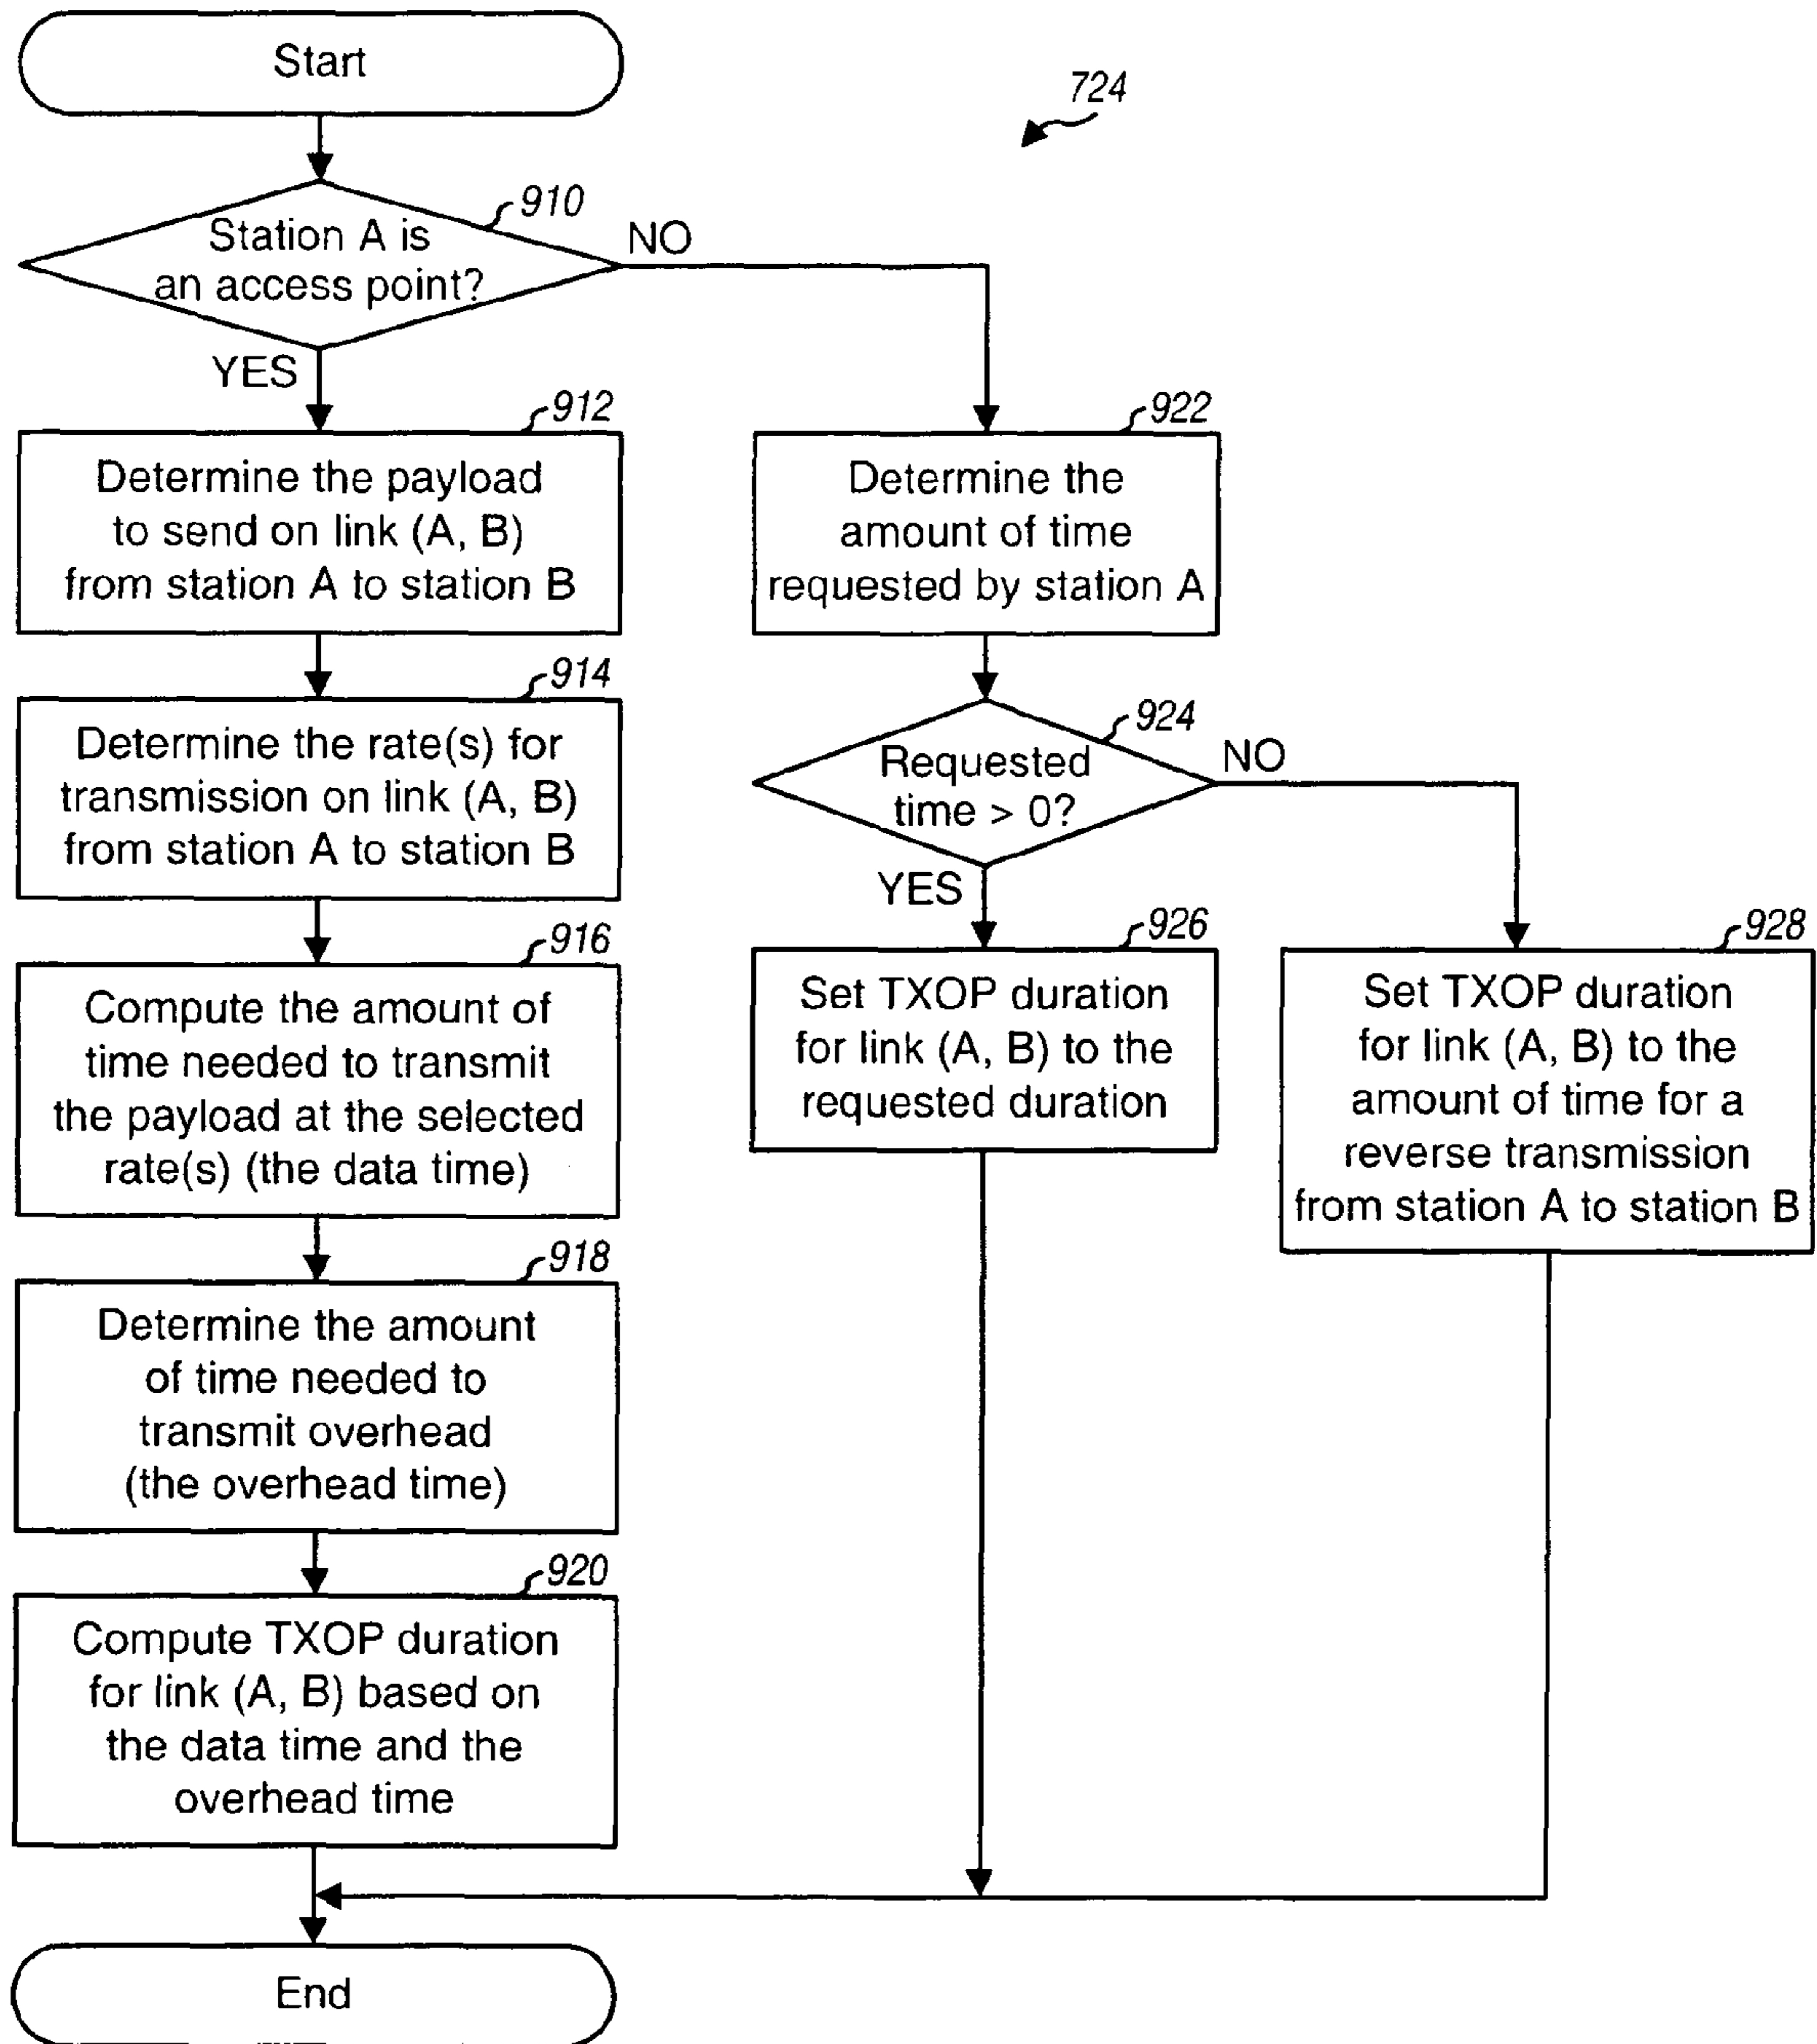 Start
724
910
Station A is
an access point?
NO
YES
912
Determine the payload
to send on link (A, B)
from station A to station B
914
Determine the rate(s) for
transmission on link (A, B)
from station A to station B
916
Compute the amount of
time needed to transmit
the payload at the selected
rate(s) (the data time)
918
Determine the amount
of time needed to
transmit overhead
(the overhead time)
920
Compute TXOP duration
for link (A, B) based on
the data time and the
overhead time
922
Determine the
amount of time
requested by station A
924
Requested
time > 0?
NO
YES
926
Set TXOP duration
for link (A, B) to the
requested duration
928
Set TXOP duration
for link (A, B) to the
amount of time for a
reverse transmission
from station A to station B
End